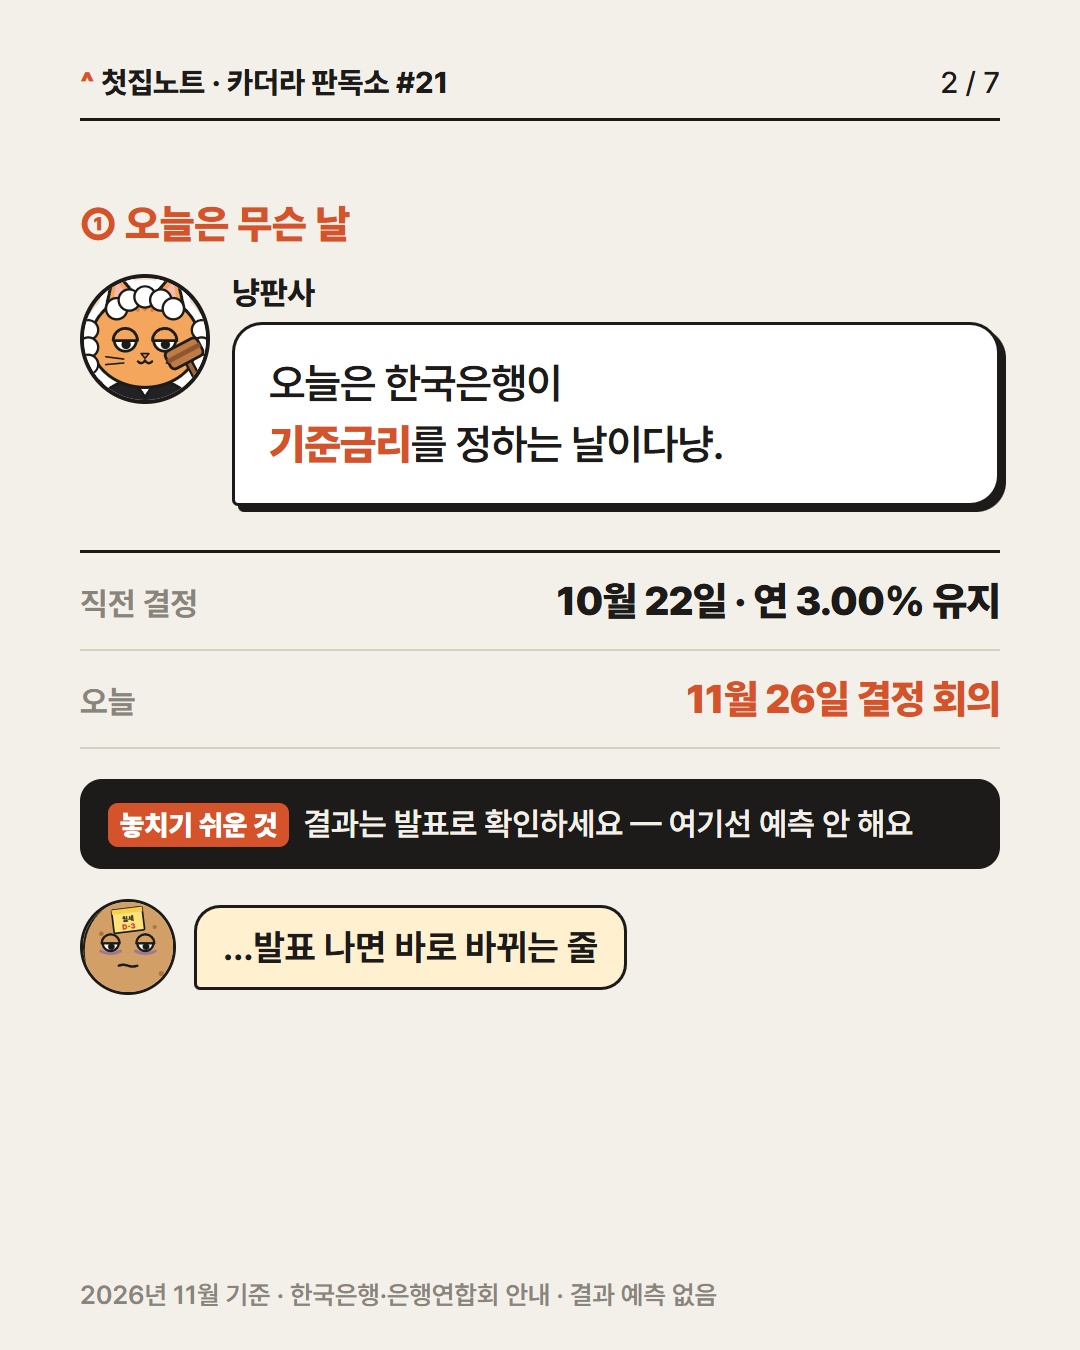 ^ 첫집노트 · 카더라 판독소 #21
2 / 7
① 오늘은 무슨 날
냥판사
오늘은 한국은행이
기준금리를 정하는 날이다냥.
직전 결정
10월 22일 · 연 3.00% 유지
오늘
11월 26일 결정 회의
놓치기 쉬운 것 결과는 발표로 확인하세요 — 여기선 예측 안 해요
월세
D-3
...발표 나면 바로 바뀌는 줄
2026년 11월 기준 · 한국은행·은행연합회 안내 · 결과 예측 없음